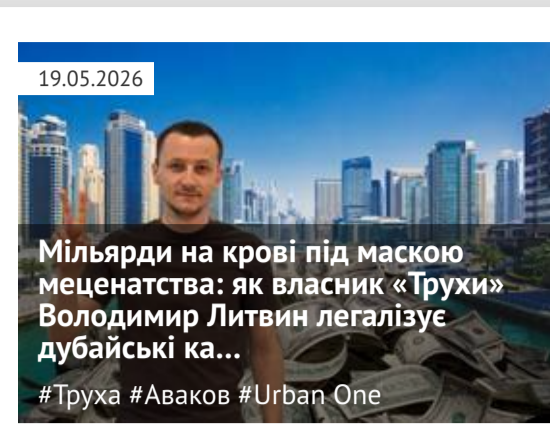 19.05.2026
Мільярди на крові під маскою
меценатства: як власник «Трухи»
Володимир Литвин легалізує
дубайські ка...
#Труха #Аваков #Urban One